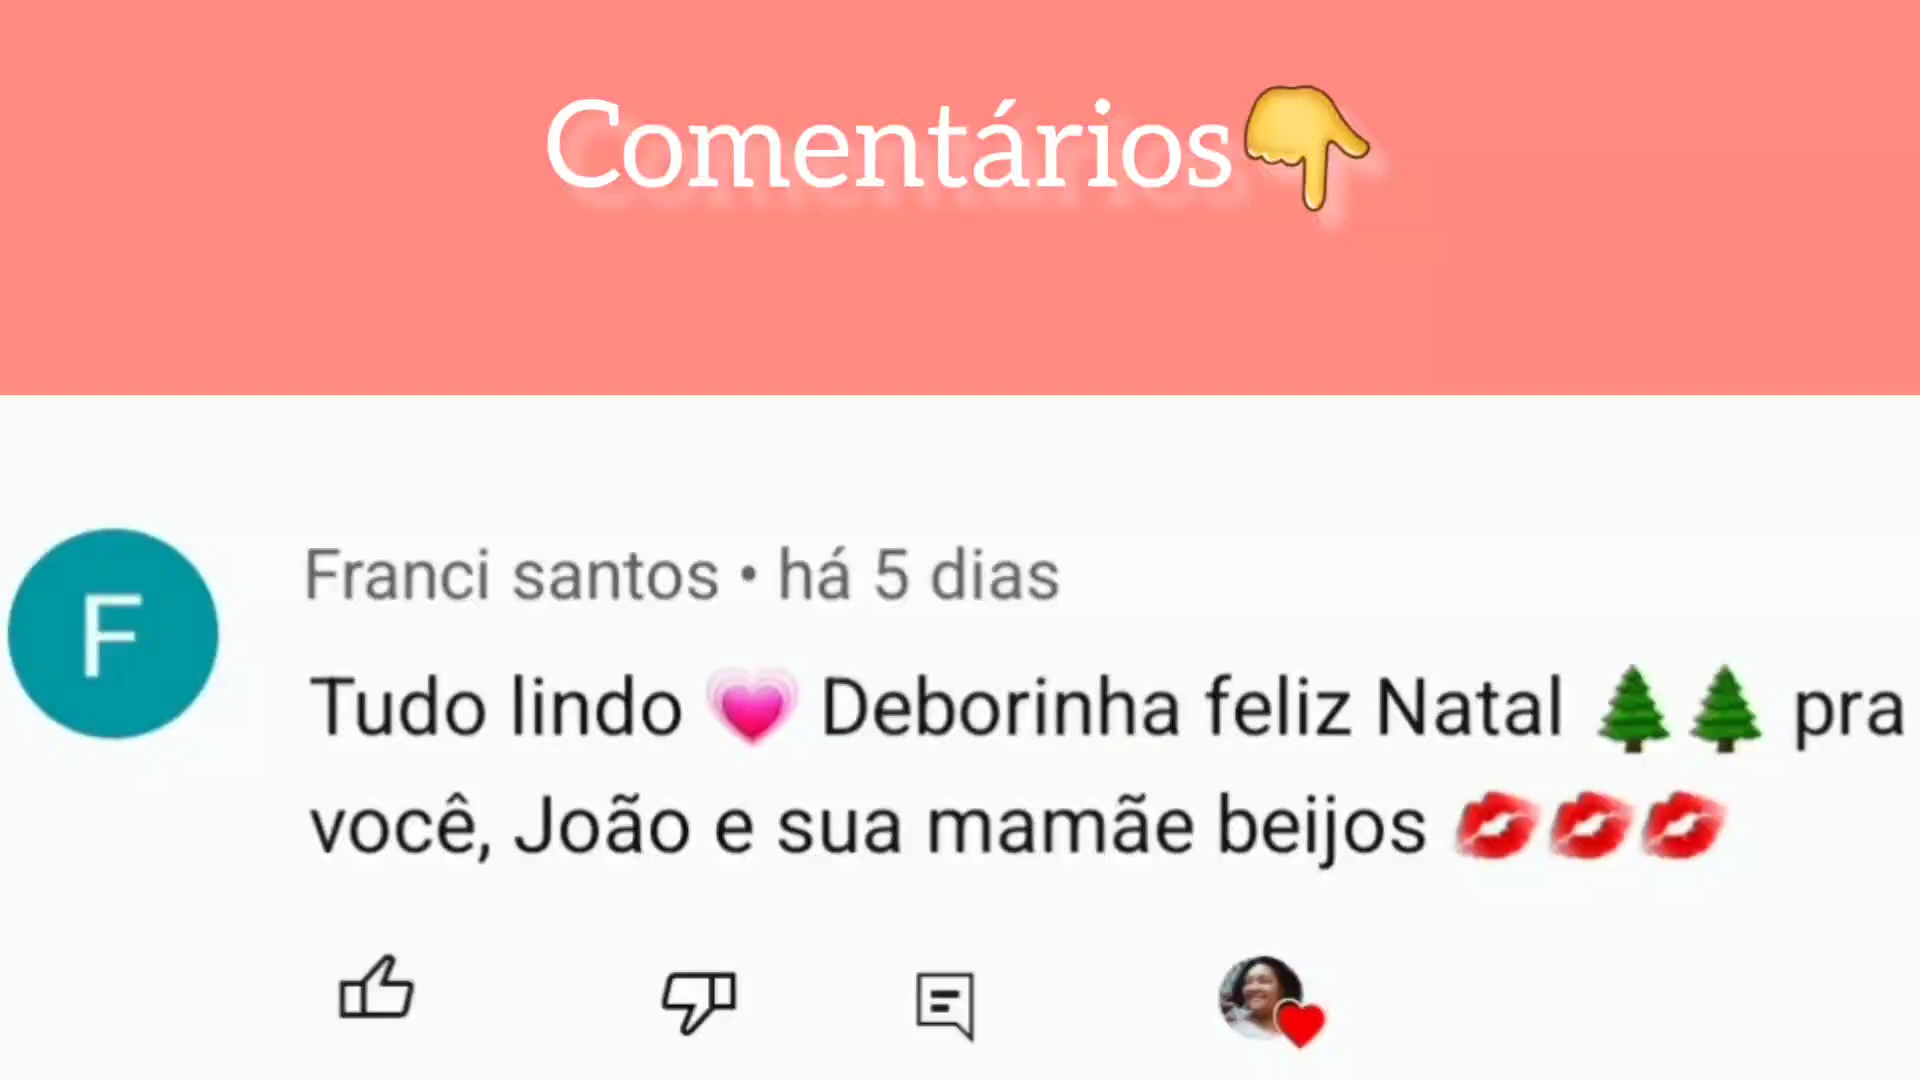 Comentários👇
F
Franci santos • há 5 dias
Tudo lindo 💗 Deborinha feliz Natal 🌲🌲 pra
você, João e sua mamãe beijos 💋💋💋